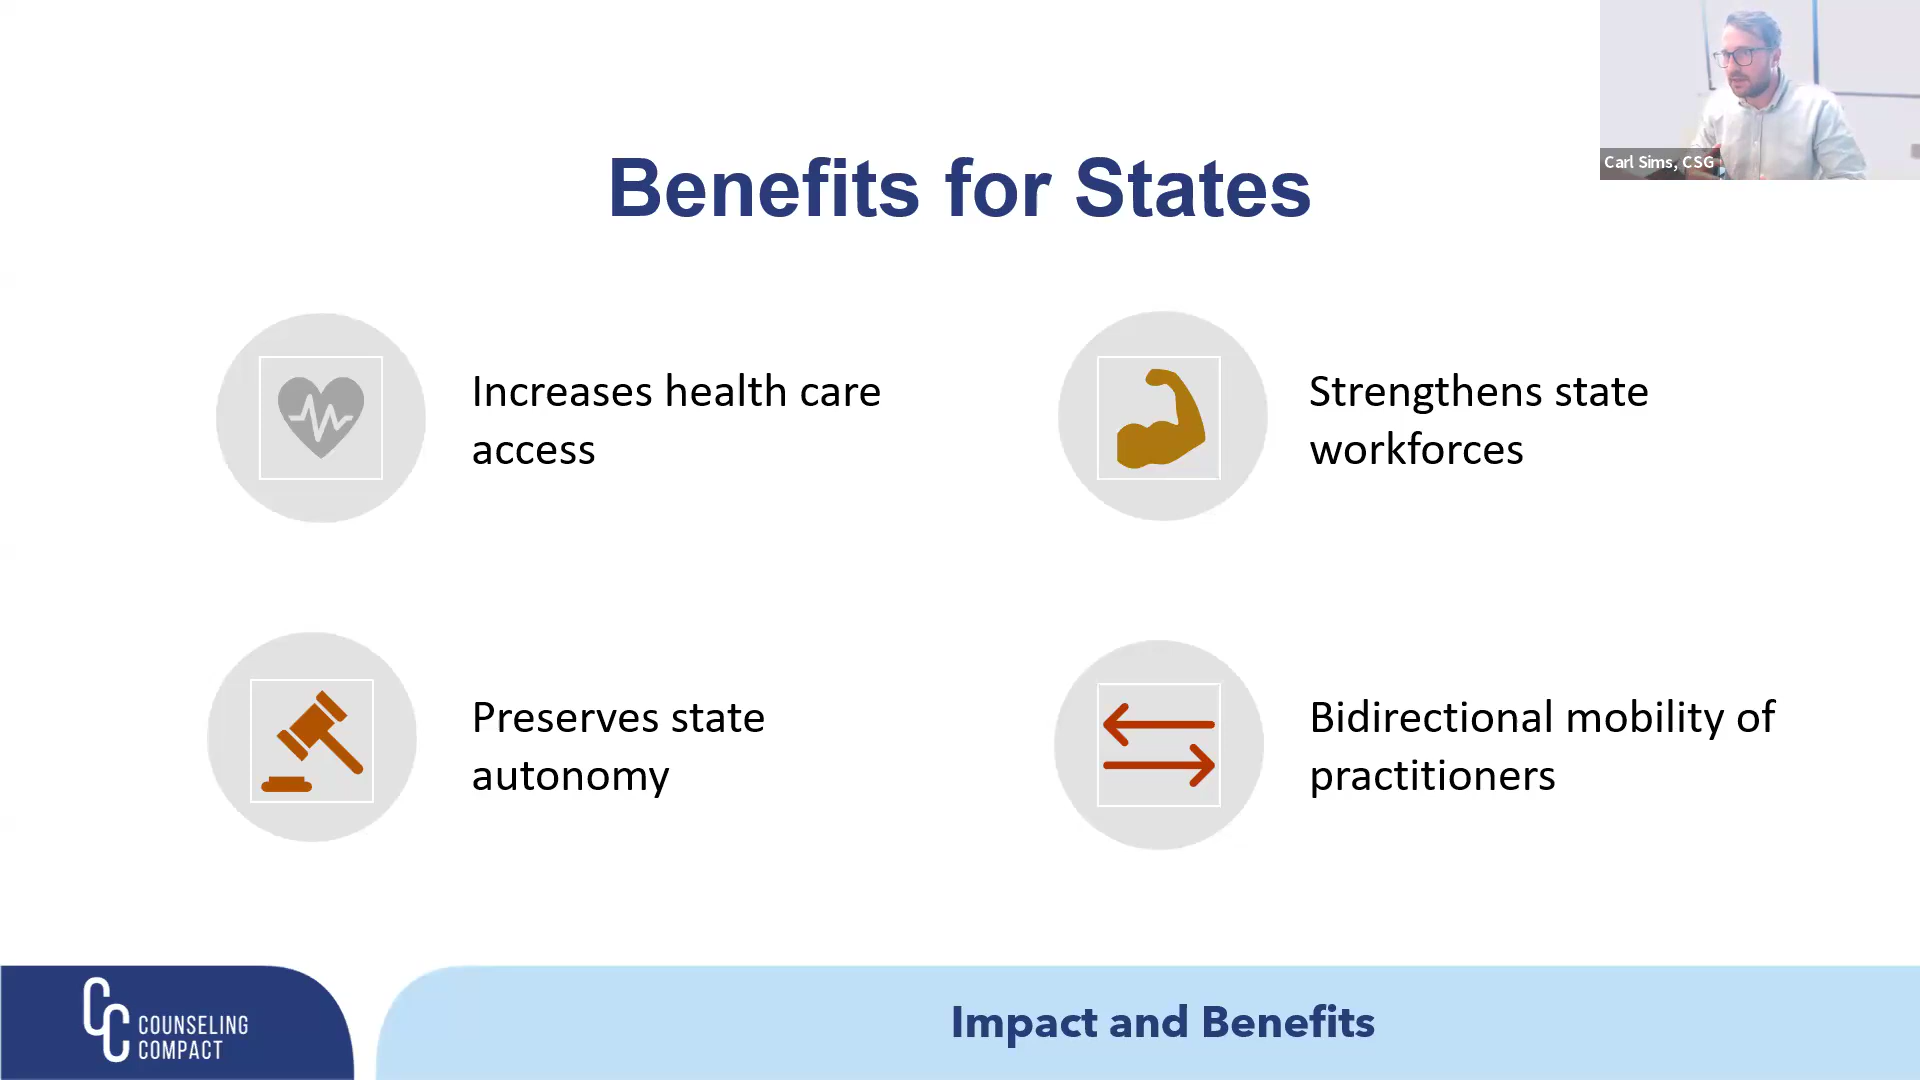 Carl Sims, CSG
Benefits for States
Increases health care
access
Strengthens state
workforces
Preserves state
autonomy
Bidirectional mobility of
practitioners
CC COUNSELING
COMPACT
Impact and Benefits